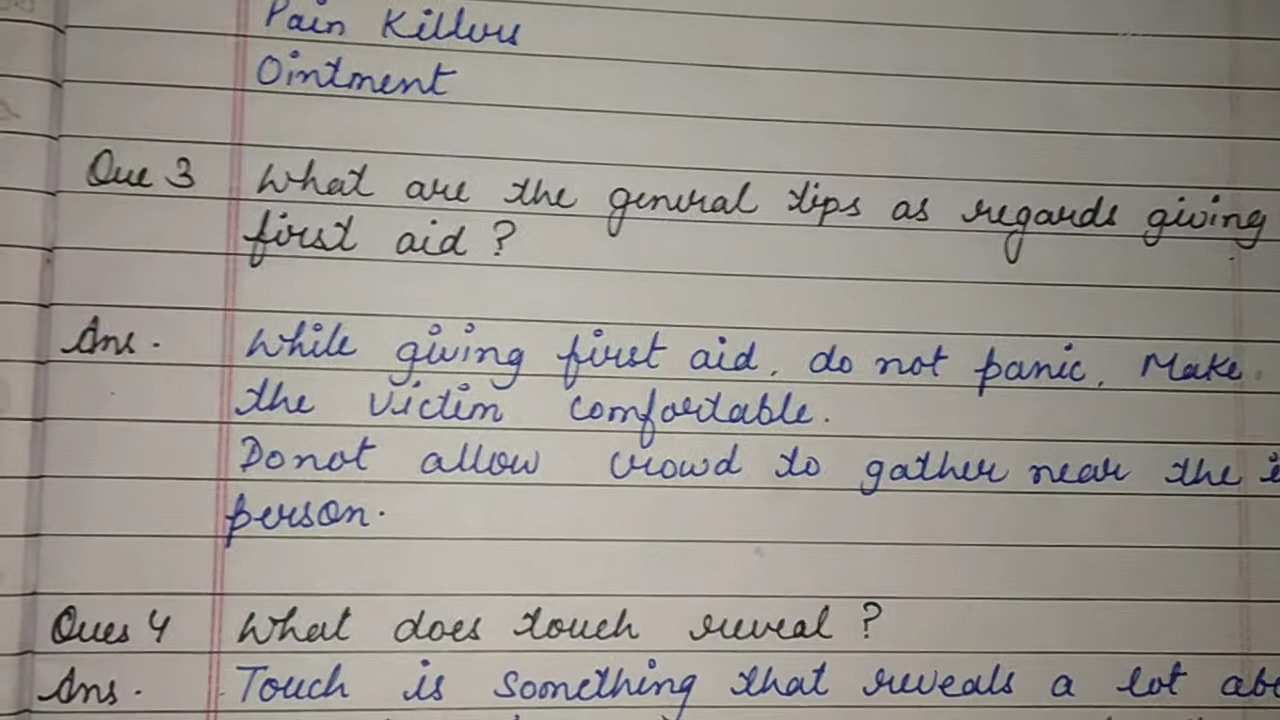 Pain Killers
Ointment
Que 3 What are the general tips as regards giving
first aid ?
Ans. While giving first aid, do not panic. Make
the victim comfortable.
Donot allow crowd to gather near the
person.
Ques 4 What does touch reveal ?
Ans. Touch is something that reveals a lot